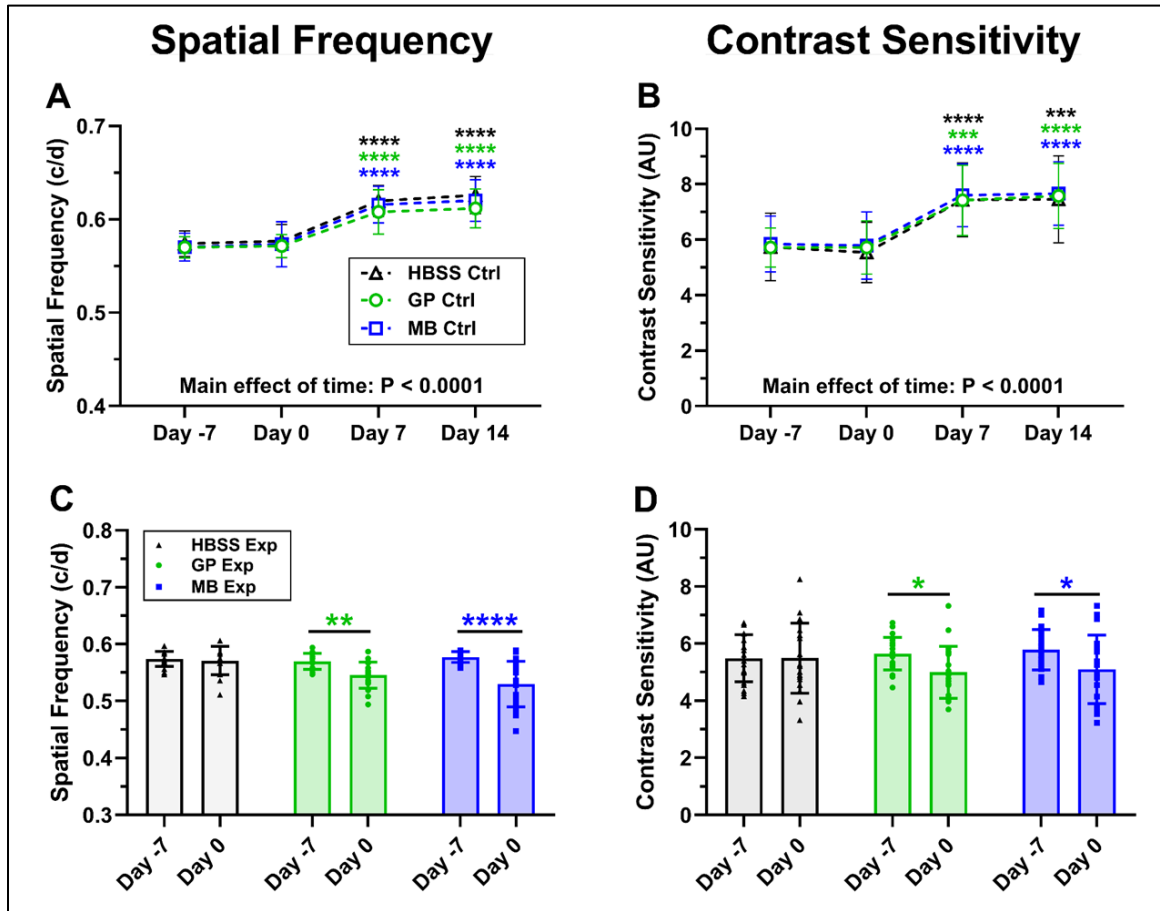 Spatial Frequency
Contrast Sensitivity
A
Spatial Frequency (c/d)
0.7
0.6
0.5
0.4
****
****
****
****
****
****
HBSS Ctrl
GP Ctrl
MB Ctrl
Main effect of time: P < 0.0001
Day -7 Day 0 Day 7 Day 14
B
Contrast Sensitivity (AU)
10
8
6
4
2
0
****
***
****
***
****
****
Main effect of time: P < 0.0001
Day -7 Day 0 Day 7 Day 14
C
Spatial Frequency (c/d)
0.8
0.7
0.6
0.5
0.4
0.3
HBSS Exp
GP Exp
MB Exp
**
****
Day -7 Day 0 Day -7 Day 0 Day -7 Day 0
D
Contrast Sensitivity (AU)
10
8
6
4
2
0
*
*
Day -7 Day 0 Day -7 Day 0 Day -7 Day 0